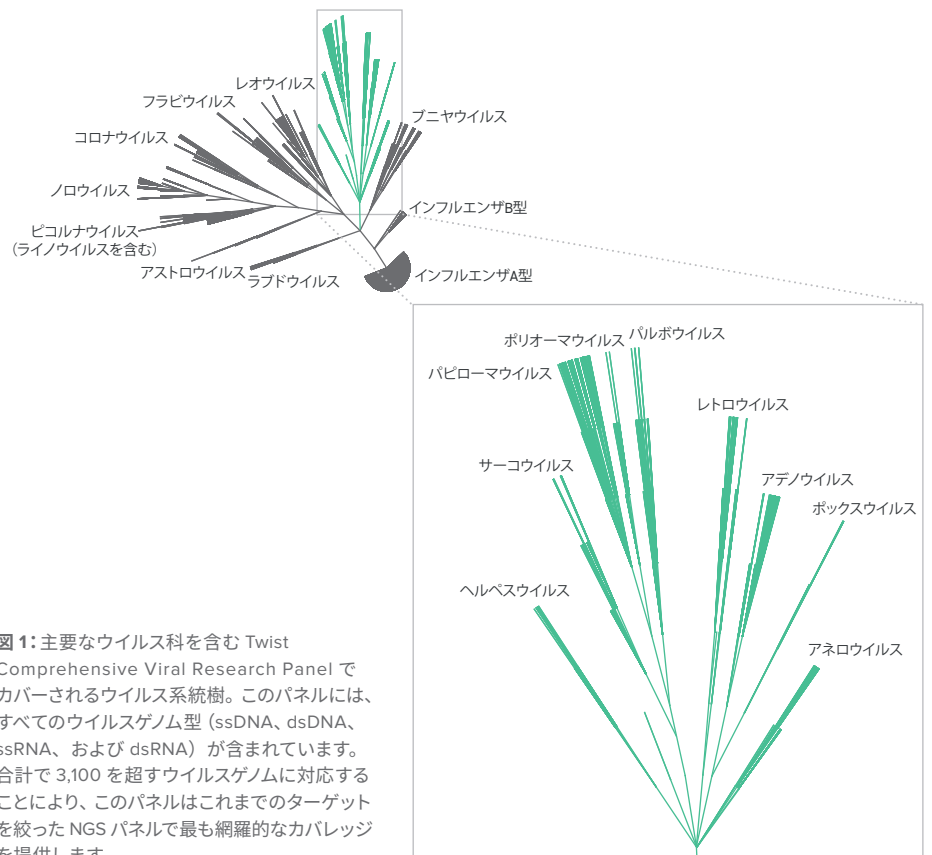 レオウイルス
フラビウイルス
コロナウイルス
ノロウイルス
ピコルナウイルス
(ライノウイルスを含む)
アストロウイルス
ラブドウイルス
ブニヤウイルス
インフルエンザB型
インフルエンザA型
ポリオーマウイルス
パルボウイルス
パピローマウイルス
レトロウイルス
サーコウイルス
アデノウイルス
ポックスウイルス
ヘルペスウイルス
アネロウイルス
図 1: 主要なウイルス科を含む Twist
Comprehensive Viral Research Panel で
カバーされるウイルス系統樹。このパネルには、
すべてのウイルスゲノム型 (ssDNA、dsDNA、
ssRNA、および dsRNA) が含まれています。
合計で 3,100 を超すウイルスゲノムに対応する
ことにより、このパネルはこれまでのターゲット
を絞った NGS パネルで最も網羅的なカバレッジ
を提供します。